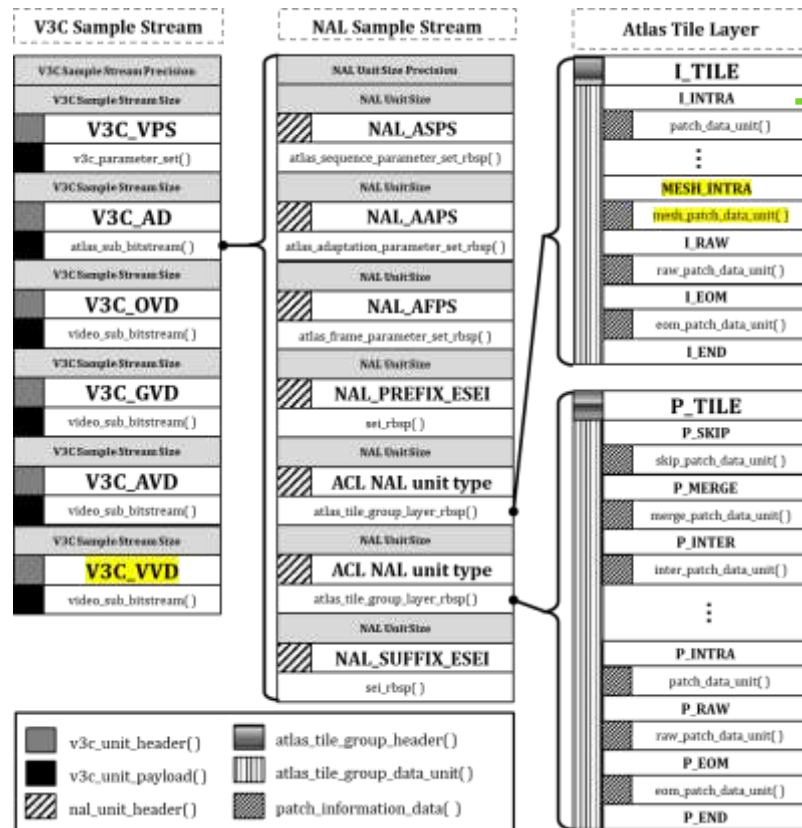 V3C Sample Stream
V3C Sample Stream Precision
V3C Sample Stream Size
V3C_VPS
v3c_parameter_set()
V3C Sample Stream Size
V3C_AD
atlas_sub_bitstream()
V3C Sample Stream Size
V3C_OVD
video_sub_bitstream()
V3C Sample Stream Size
V3C_GVD
video_sub_bitstream()
V3C Sample Stream Size
V3C_AVD
video_sub_bitstream()
V3C Sample Stream Size
V3C_VVD
video_sub_bitstream()
NAL Sample Stream
NAL Unit Size Precision
NAL Unit Size
NAL_ASPS
atlas_sequence_parameter_set_rbsp()
NAL Unit Size
NAL_AAPS
atlas_adaptation_parameter_set_rbsp()
NAL Unit Size
NAL_AFPS
atlas_frame_parameter_set_rbsp()
NAL Unit Size
NAL_PREFIX_ESEI
sei_rbsp()
NAL Unit Size
ACL NAL unit type
atlas_tile_group_layer_rbsp()
NAL Unit Size
ACL NAL unit type
atlas_tile_group_layer_rbsp()
NAL Unit Size
NAL_SUFFIX_ESEI
sei_rbsp()
Atlas Tile Layer
I_TILE
I_INTRA
patch_data_unit()
MESH_INTRA
mesh_patch_data_unit()
I_RAW
raw_patch_data_unit()
I_EOM
eom_patch_data_unit()
I_END
P_TILE
P_SKIP
skip_patch_data_unit()
P_MERGE
merge_patch_data_unit()
P_INTER
inter_patch_data_unit()
P_INTRA
patch_data_unit()
P_RAW
raw_patch_data_unit()
P_EOM
eom_patch_data_unit()
P_END
v3c_unit_header()
v3c_unit_payload()
nal_unit_header()
atlas_tile_group_header()
atlas_tile_group_data_unit()
patch_information_data( )